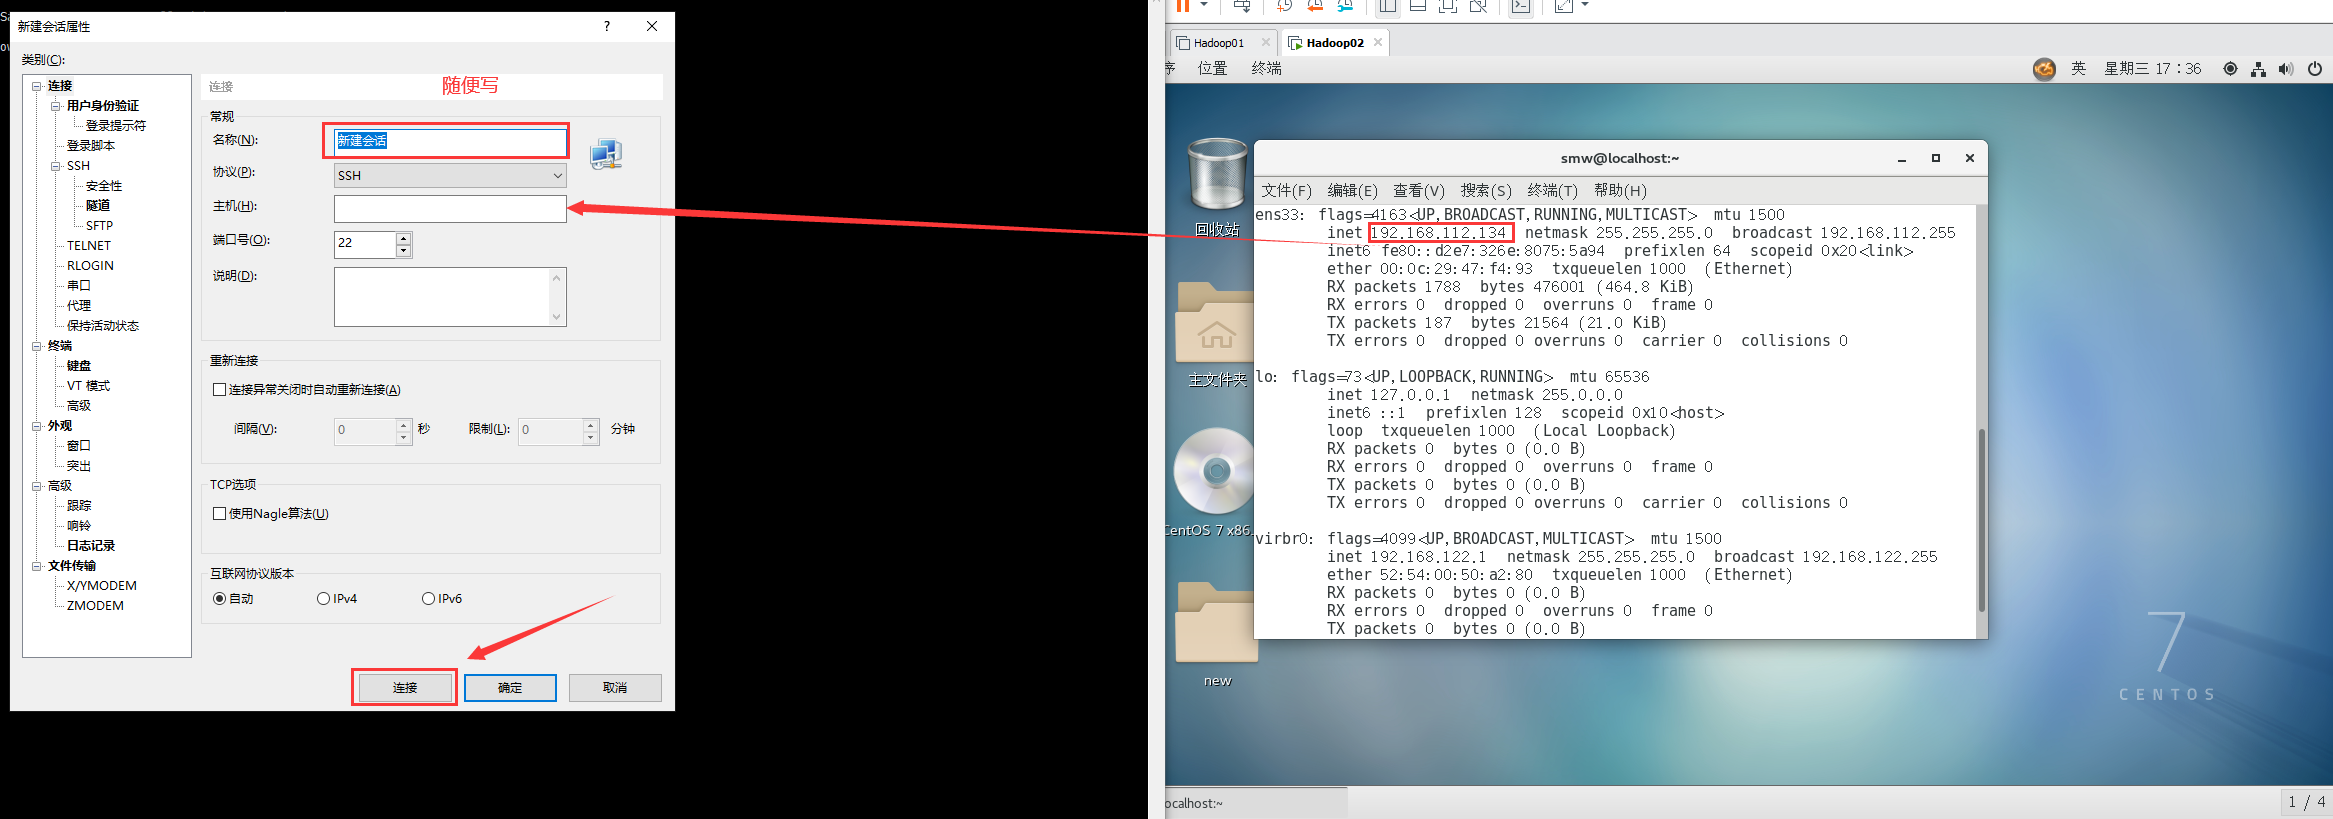 新建会话属性
?
类别(C):
连接
用户身份验证
登录提示符
登录脚本
SSH
安全性
隧道
SFTP
TELNET
RLOGIN
串口
代理
保持活动状态
终端
键盘
VT 模式
高级
外观
窗口
突出
高级
跟踪
响铃
日志记录
文件传输
X/YMODEM
ZMODEM
连接
随便写
常规
名称(N):
新建会话
协议(P):
SSH
主机(H):
端口号(O):
22
说明(D):
重新连接
连接异常关闭时自动重新连接(A)
间隔(V):
0
秒
限制(L):
0
分钟
TCP选项
使用Nagle算法(U)
互联网协议版本
自动
IPv4
IPv6
连接
确定
取消
Hadoop01
Hadoop02
序 位置 终端
英 星期三 17：36
回收站
主文件夹
CentOS 7 x86
new
smw@localhost:~
文件(F) 编辑(E) 查看(V) 搜索(S) 终端(T) 帮助(H)
ens33: flags=4163<UP,BROADCAST,RUNNING,MULTICAST> mtu 1500
inet 192.168.112.134 netmask 255.255.255.0 broadcast 192.168.112.255
inet6 fe80::d2e7:326e:8075:5a94 prefixlen 64 scopeid 0x20<link>
ether 00:0c:29:47:f4:93 txqueuelen 1000 (Ethernet)
RX packets 1788 bytes 476001 (464.8 KiB)
RX errors 0 dropped 0 overruns 0 frame 0
TX packets 187 bytes 21564 (21.0 KiB)
TX errors 0 dropped 0 overruns 0 carrier 0 collisions 0
lo: flags=73<UP,LOOPBACK,RUNNING> mtu 65536
inet 127.0.0.1 netmask 255.0.0.0
inet6 ::1 prefixlen 128 scopeid 0x10<host>
loop txqueuelen 1000 (Local Loopback)
RX packets 0 bytes 0 (0.0 B)
RX errors 0 dropped 0 overruns 0 frame 0
TX packets 0 bytes 0 (0.0 B)
TX errors 0 dropped 0 overruns 0 carrier 0 collisions 0
virbr0: flags=4099<UP,BROADCAST,MULTICAST> mtu 1500
inet 192.168.122.1 netmask 255.255.255.0 broadcast 192.168.122.255
ether 52:54:00:50:a2:80 txqueuelen 1000 (Ethernet)
RX packets 0 bytes 0 (0.0 B)
RX errors 0 dropped 0 overruns 0 frame 0
TX packets 0 bytes 0 (0.0 B)
7
CENTOS
ocalhost:~
1 / 4